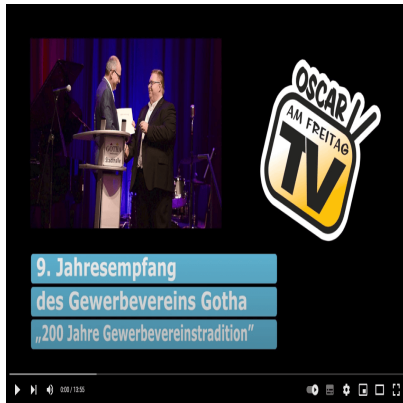 OSCAR
AM FREITAG
TV
9. Jahresempfang
des Gewerbevereins Gotha
„200 Jahre Gewerbevereinstradition”
0:00 / 13:55